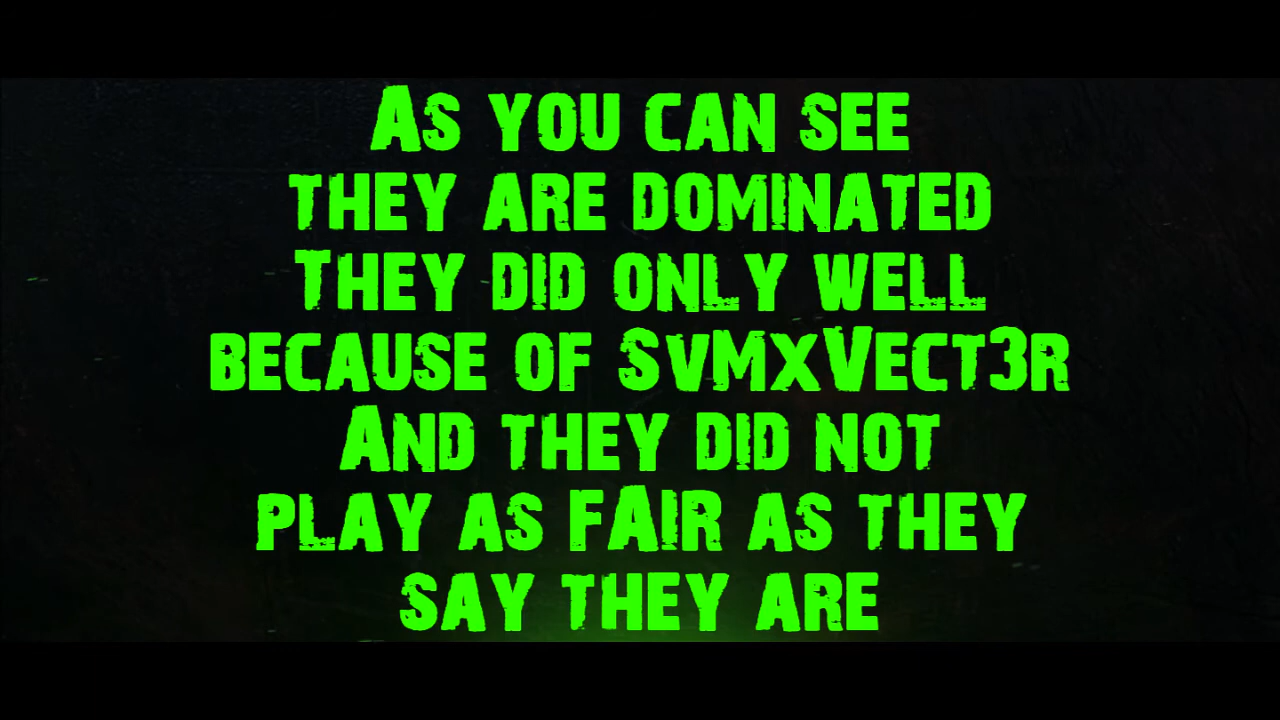 As you can see
they are dominated
They did only well
because of SvMxVect3r
And they did not
play as FAIR as they
say they are